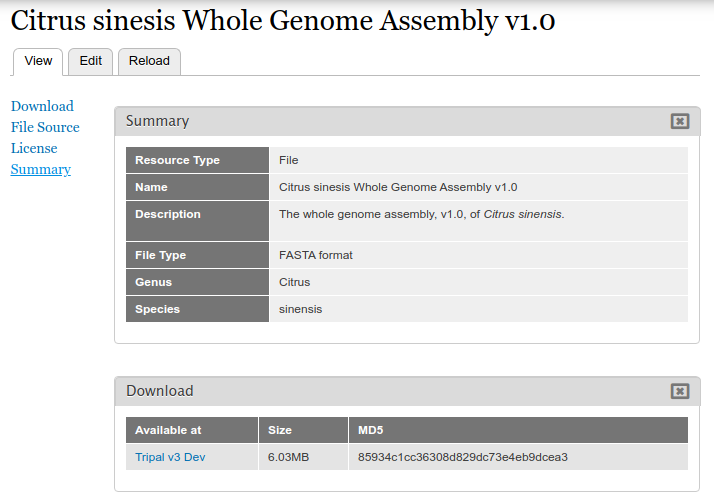 Citrus sinesis Whole Genome Assembly v1.0
View Edit Reload
Download
File Source
License
Summary
Summary
Resource Type File
Name Citrus sinesis Whole Genome Assembly v1.0
Description The whole genome assembly, v1.0, of Citrus sinensis.
File Type FASTA format
Genus Citrus
Species sinensis
Download
Available at Size MD5
Tripal v3 Dev 6.03MB 85934c1cc36308d829dc73e4eb9dcea3